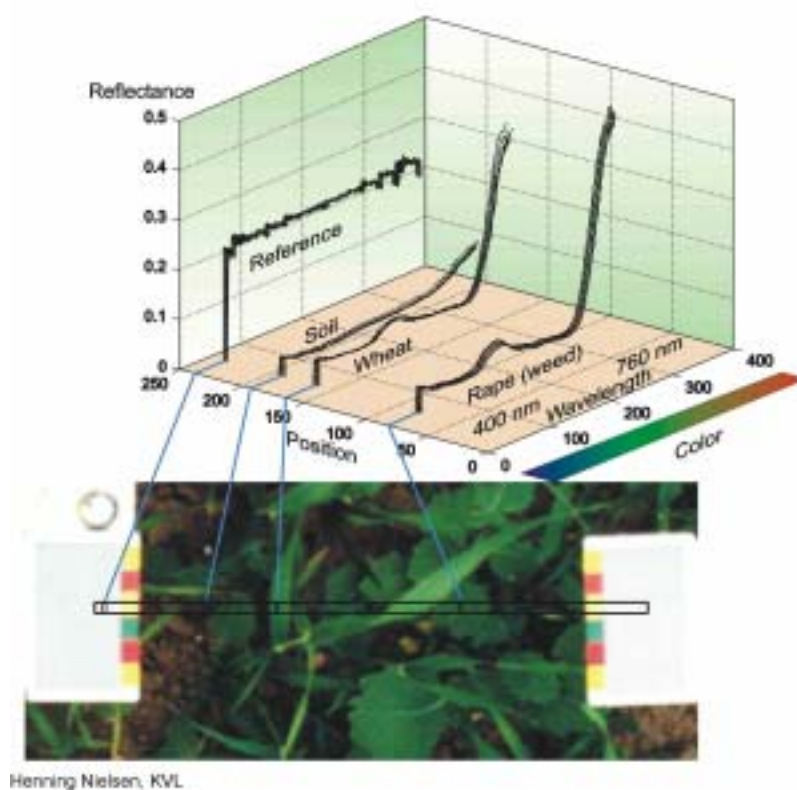 Reflectance
0.5
0.4
0.3
0.2
0.1
0
Reference
Soil
Wheat
Rape (weed)
250
200
150
100
50
0
Position
0
100
200
300
400
400 nm
760 nm
Wavelength
Color
Henning Nielsen, KVL